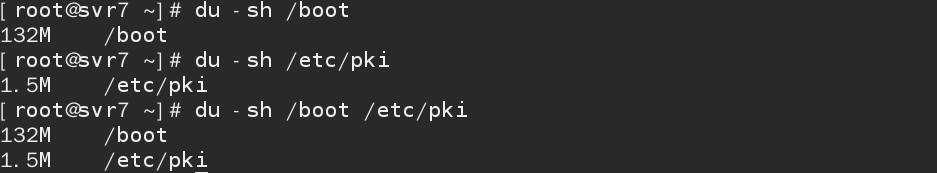 [root@svr7 ~]# du -sh /boot
132M    /boot
[root@svr7 ~]# du -sh /etc/pki
1.5M    /etc/pki
[root@svr7 ~]# du -sh /boot /etc/pki
132M    /boot
1.5M    /etc/pki